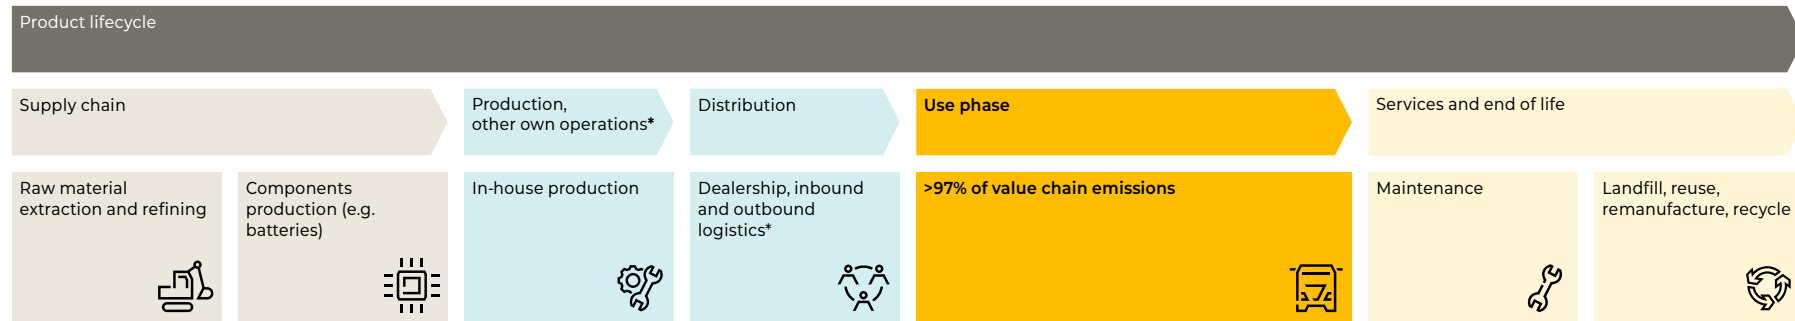 Product lifecycle
Supply chain
Production,
other own operations*
Distribution
Use phase
Services and end of life
Raw material
extraction and refining
Components
production (e.g.
batteries)
In-house production
Dealership, inbound
and outbound
logistics*
>97% of value chain emissions
Maintenance
Landfill, reuse,
remanufacture, recycle